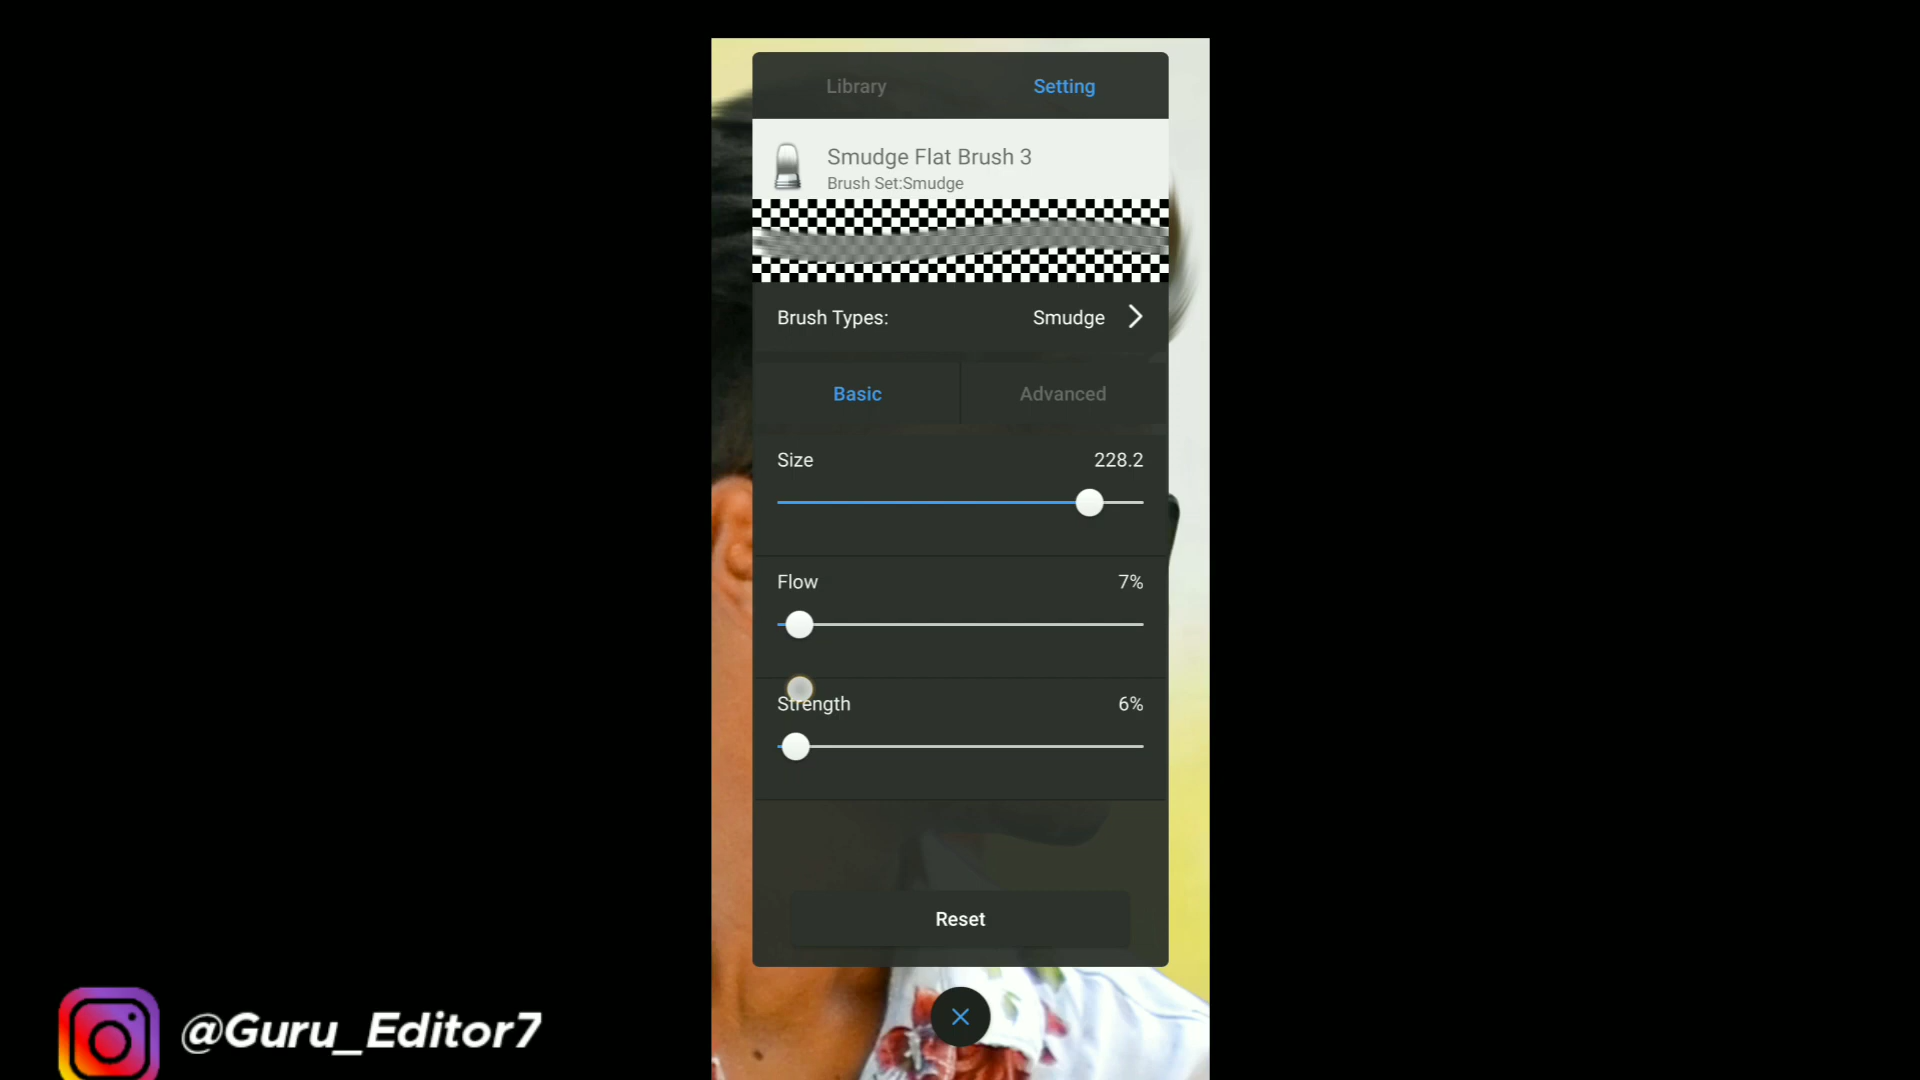 Library Setting
Smudge Flat Brush 3
Brush Set:Smudge
Brush Types: Smudge
Basic Advanced
Size 228.2
Flow 7%
Strength 6%
Reset
@Guru_Editor7